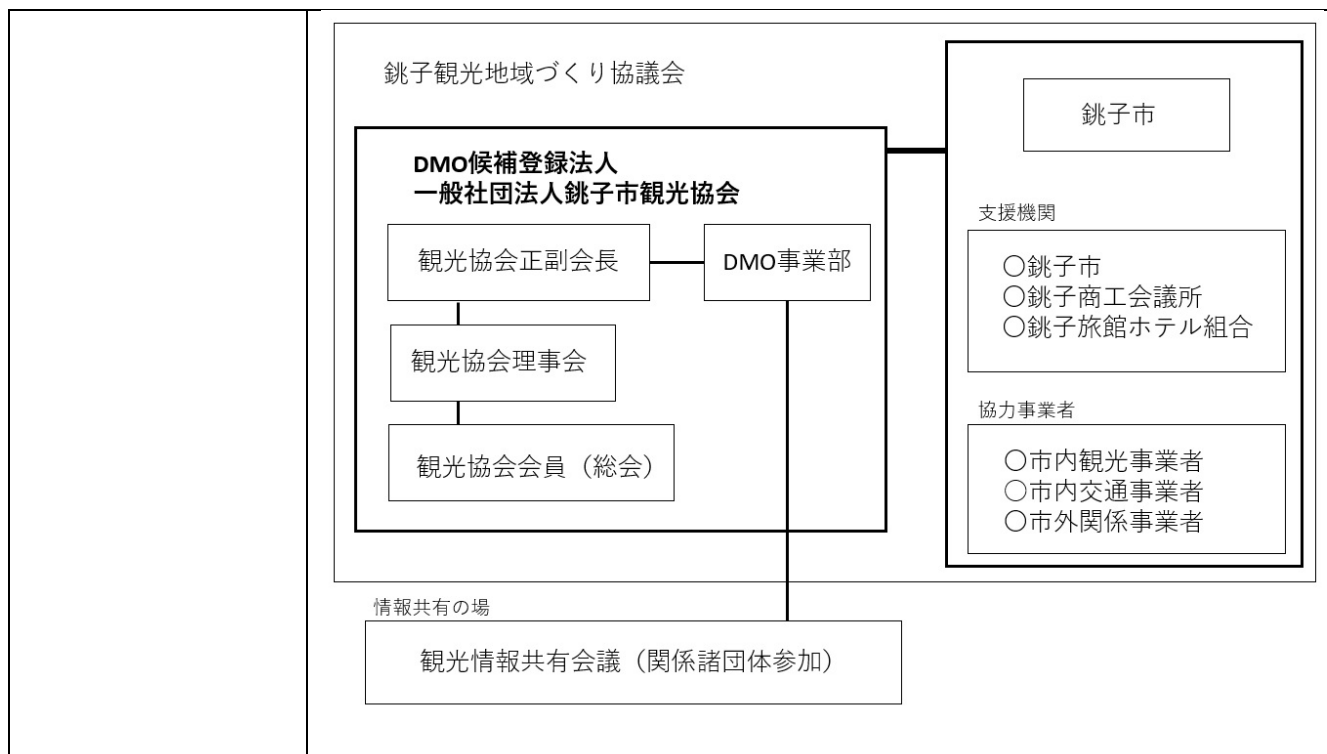 銚子観光地域づくり協議会
DMO候補登録法人
一般社団法人銚子市観光協会
観光協会正副会長
DMO事業部
観光協会理事会
観光協会会員（総会）
銚子市
支援機関
〇銚子市
〇銚子商工会議所
〇銚子旅館ホテル組合
協力事業者
〇市内観光事業者
〇市内交通事業者
〇市外関係事業者
情報共有の場
観光情報共有会議（関係諸団体参加）